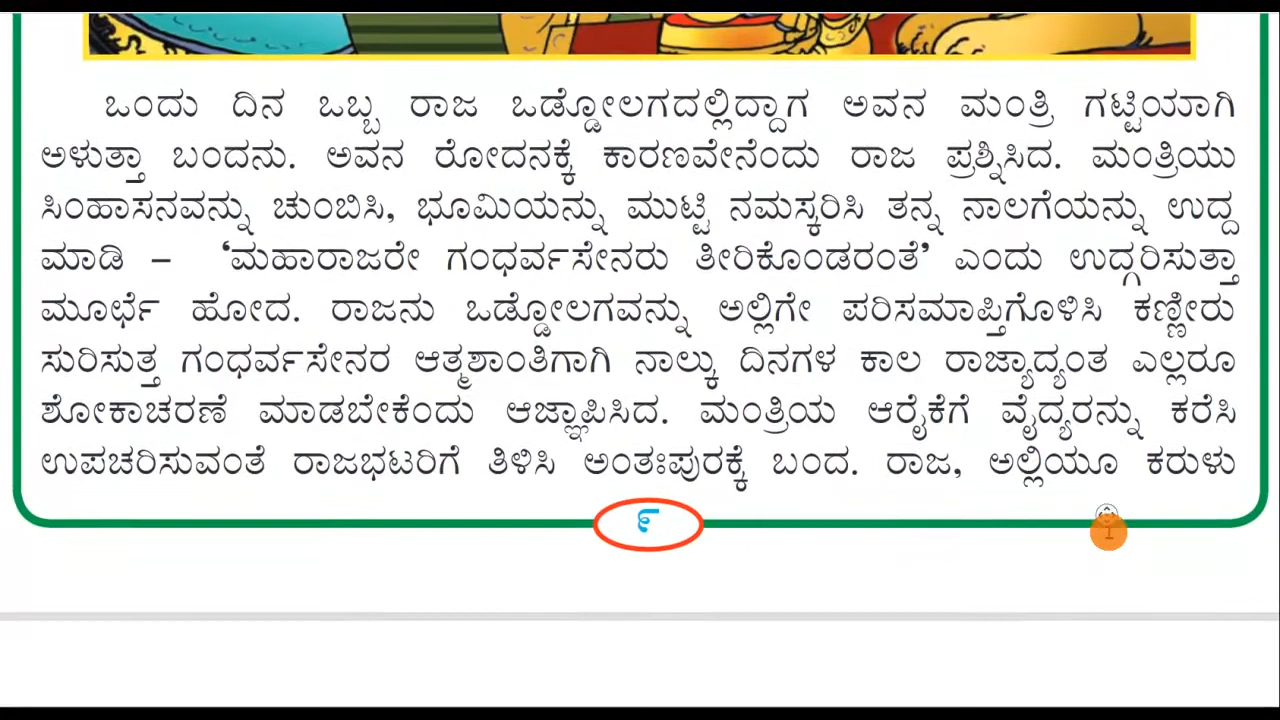 ಒಂದು ದಿನ ಒಬ್ಬ ರಾಜ ಒಡ್ಡೋಲಗದಲ್ಲಿದ್ದಾಗ ಅವನ ಮಂತ್ರಿ ಗಟ್ಟಿಯಾಗಿ
ಅಳುತ್ತಾ ಬಂದನು. ಅವನ ರೋದನಕ್ಕೆ ಕಾರಣವೇನೆಂದು ರಾಜ ಪ್ರಶ್ನಿಸಿದ. ಮಂತ್ರಿಯು
ಸಿಂಹಾಸನವನ್ನು ಚುಂಬಿಸಿ, ಭೂಮಿಯನ್ನು ಮುಟ್ಟಿ ನಮಸ್ಕರಿಸಿ ತನ್ನ ನಾಲಗೆಯನ್ನು ಉದ್ದ
ಮಾಡಿ – ‘ಮಹಾರಾಜರೇ ಗಂಧರ್ವಸೇನರು ತೀರಿಕೊಂಡರಂತೆ’ ಎಂದು ಉದ್ಗರಿಸುತ್ತಾ
ಮೂರ್ಛೆ ಹೋದ. ರಾಜನು ಒಡ್ಡೋಲಗವನ್ನು ಅಲ್ಲಿಗೇ ಪರಿಸಮಾಪ್ತಿಗೊಳಿಸಿ ಕಣ್ಣೀರು
ಸುರಿಸುತ್ತ ಗಂಧರ್ವಸೇನರ ಆತ್ಮಶಾಂತಿಗಾಗಿ ನಾಲ್ಕು ದಿನಗಳ ಕಾಲ ರಾಜ್ಯಾದ್ಯಂತ ಎಲ್ಲರೂ
ಶೋಕಾಚರಣೆ ಮಾಡಬೇಕೆಂದು ಆಜ್ಞಾಪಿಸಿದ. ಮಂತ್ರಿಯ ಆರೈಕೆಗೆ ವೈದ್ಯರನ್ನು ಕರೆಸಿ
ಉಪಚರಿಸುವಂತೆ ರಾಜಭಟರಿಗೆ ತಿಳಿಸಿ ಅಂತಃಪುರಕ್ಕೆ ಬಂದ. ರಾಜ, ಅಲ್ಲಿಯೂ ಕರುಳು
೯